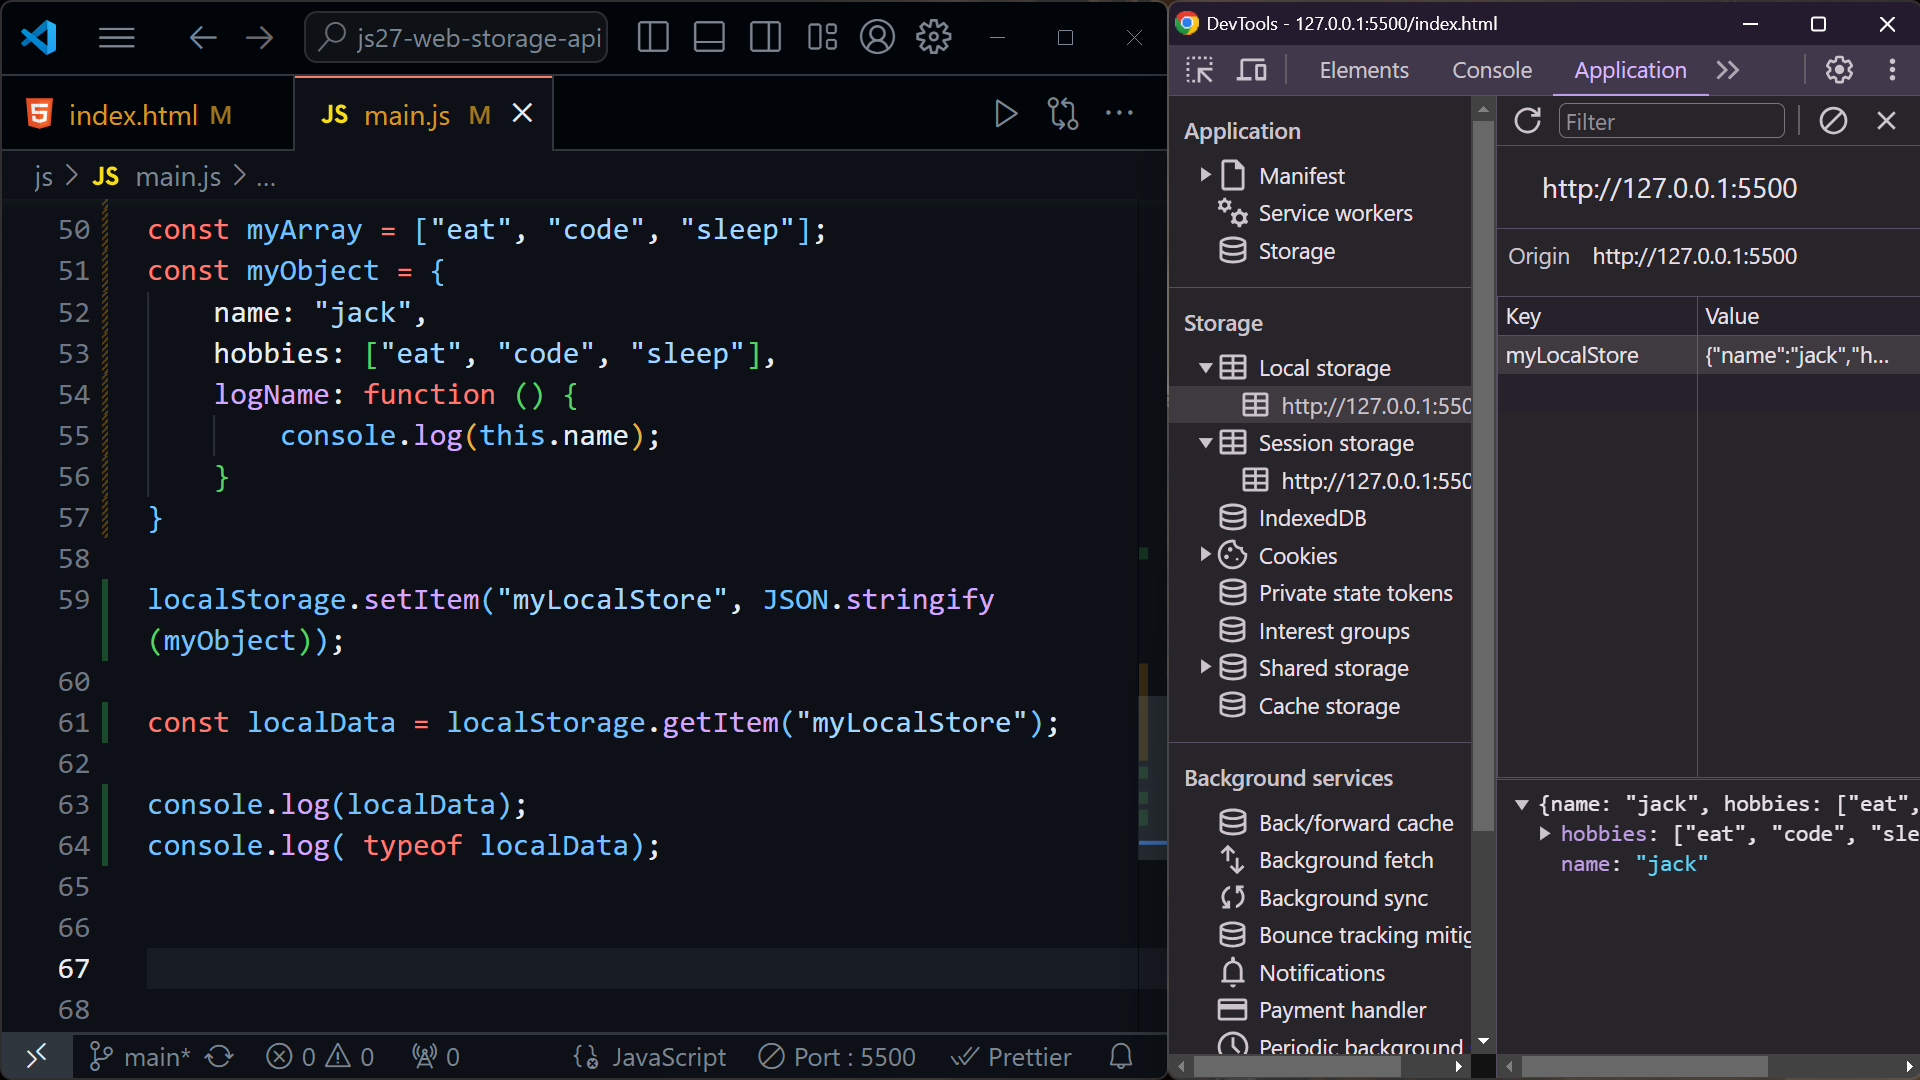 js27-web-storage-api
index.html M
JS main.js M
js > JS main.js > ...
50 const myArray = ["eat", "code", "sleep"];
51 const myObject = {
52 name: "jack",
53 hobbies: ["eat", "code", "sleep"],
54 logName: function () {
55 console.log(this.name);
56 }
57 }
58
59 localStorage.setItem("myLocalStore", JSON.stringify
(myObject));
60
61 const localData = localStorage.getItem("myLocalStore");
62
63 console.log(localData);
64 console.log( typeof localData);
65
66
67
68
main* 0 0 0 JavaScript Port : 5500 Prettier
DevTools - 127.0.0.1:5500/index.html
Elements Console Application
Application
Manifest
Service workers
Storage
Storage
Local storage
http://127.0.0.1:550
Session storage
http://127.0.0.1:550
IndexedDB
Cookies
Private state tokens
Interest groups
Shared storage
Cache storage
Background services
Back/forward cache
Background fetch
Background sync
Bounce tracking mitig
Notifications
Payment handler
Periodic background
Filter
http://127.0.0.1:5500
Origin http://127.0.0.1:5500
Key Value
myLocalStore {"name":"jack","h...
{name: "jack", hobbies: ["eat",
hobbies: ["eat", "code", "sle
name: "jack"